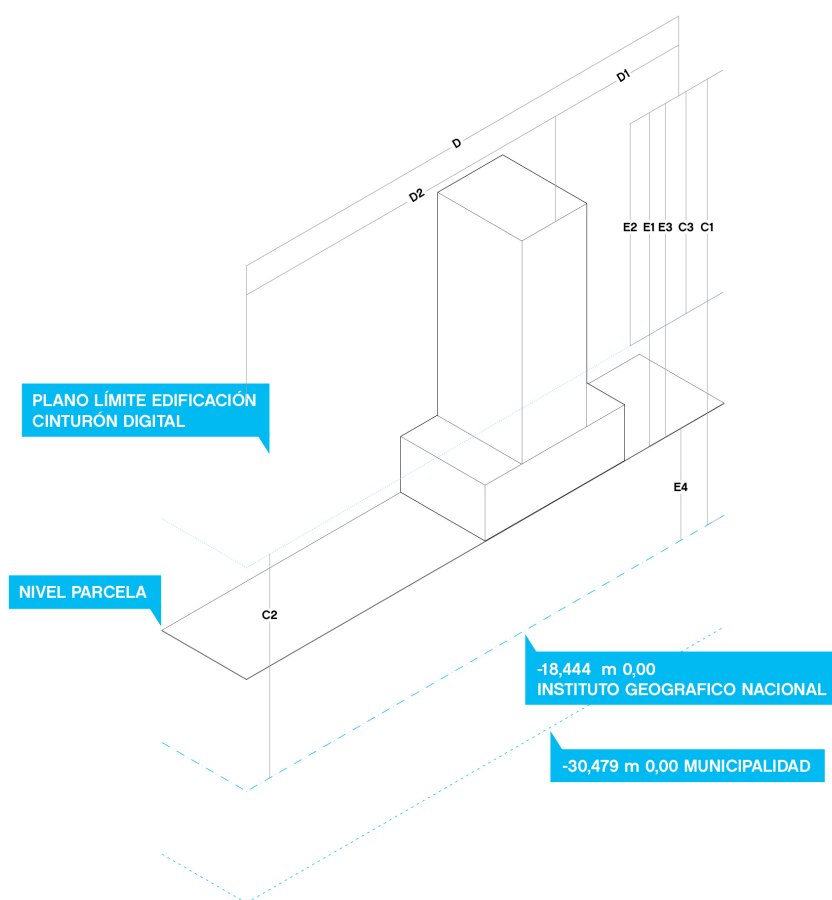 D1
D
D2
E2 E1 E3 C3 C1
PLANO LÍMITE EDIFICACIÓN
CINTURÓN DIGITAL
E4
NIVEL PARCELA
C2
-18,444 m 0,00
INSTITUTO GEOGRAFICO NACIONAL
-30,479 m 0,00 MUNICIPALIDAD